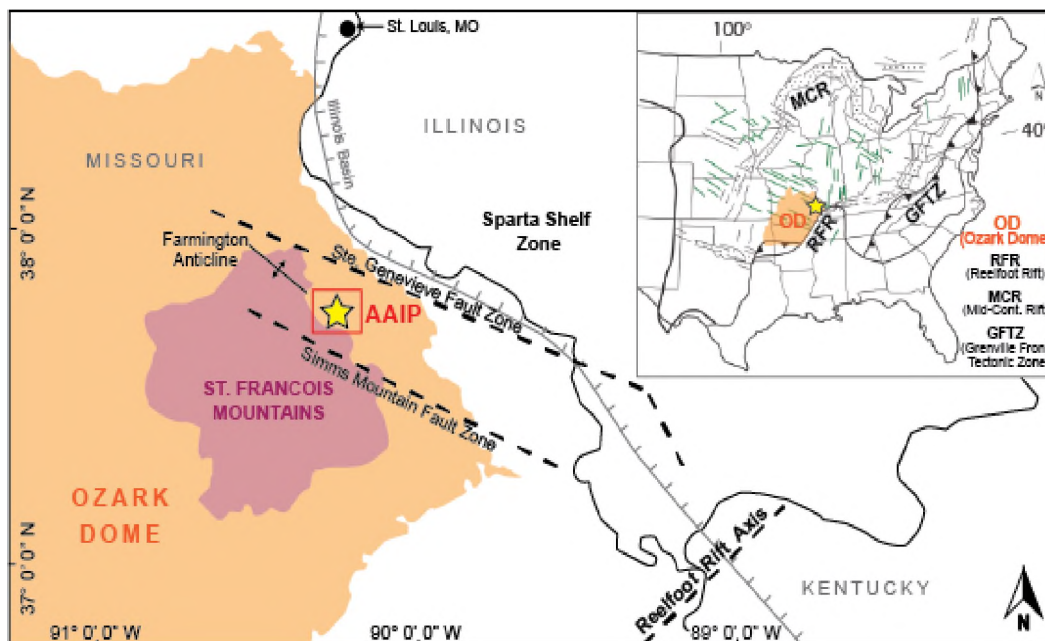 St. Louis, MO
Illinois Basin
ILLINOIS
MISSOURI
Sparta Shelf
Zone
38° 0' 0" N
Farmington
Anticline
Ste. Genevieve Fault Zone
AAIP
Simms Mountain Fault Zone
ST. FRANCOIS
MOUNTAINS
OZARK
DOME
37° 0' 0" N
Reelfoot Rift Axis
KENTUCKY
N
91° 0' 0" W
90° 0' 0" W
89° 0' 0" W
100°
MCR
N
40°
GFTZ
OD
RFR
OD
(Ozark Dome)
RFR
(Reelfoot Rift)
MCR
(Mid-Cont. Rift)
GFTZ
(Grenville Front
Tectonic Zone)